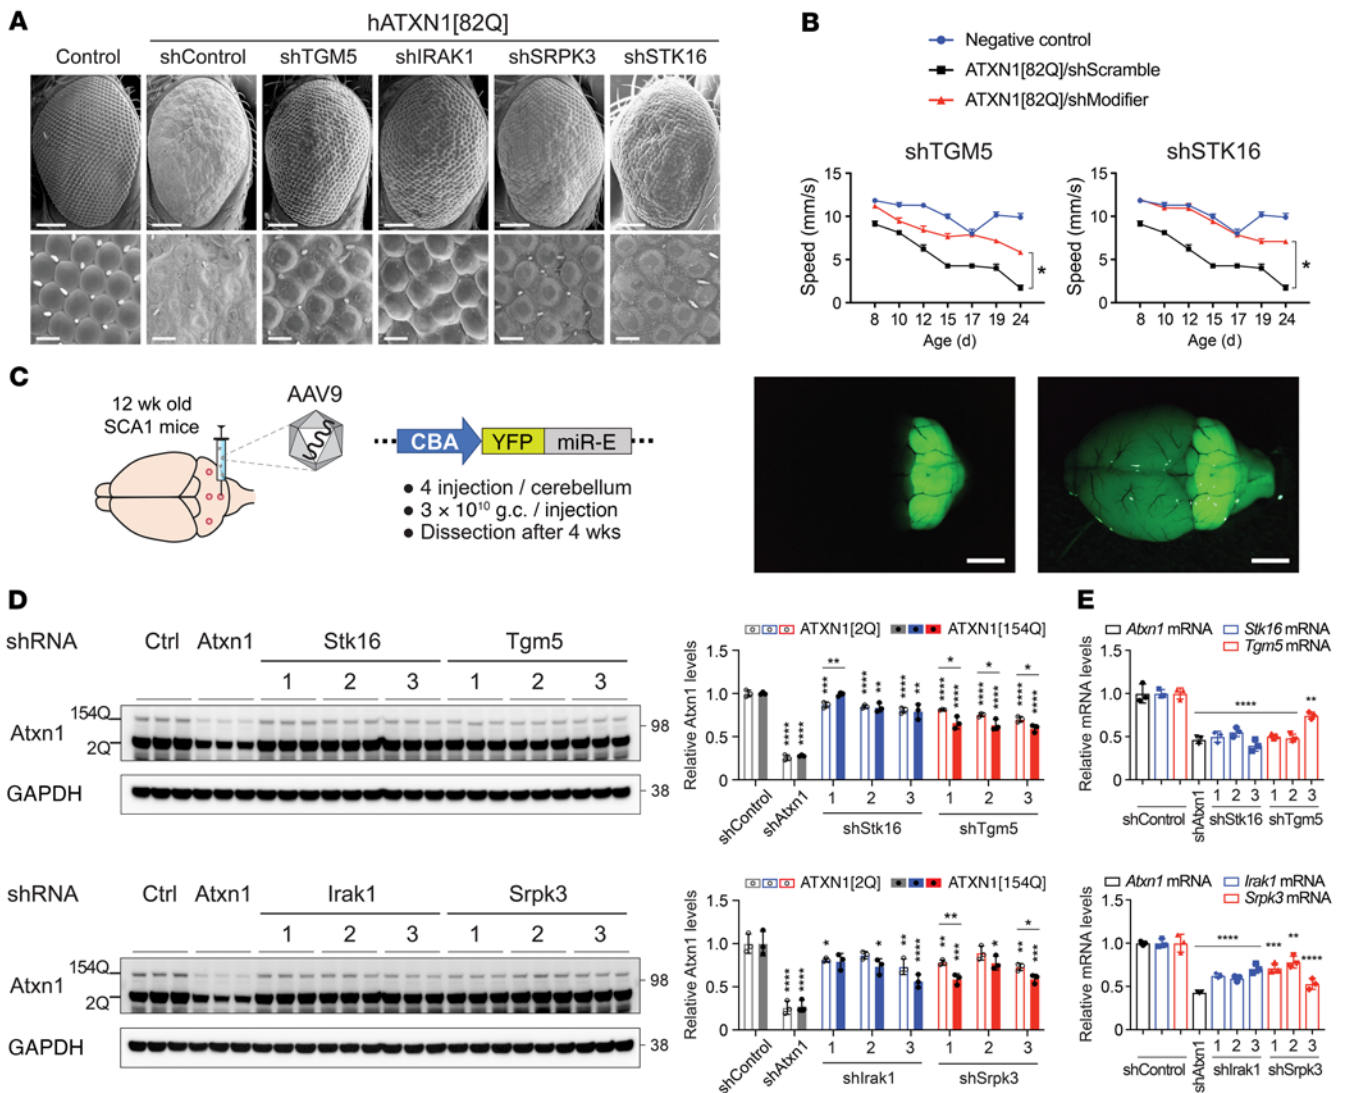 A
hATXN1[82Q]
Control shControl shTGM5 shIRAK1 shSRPK3 shSTK16
B
Negative control
ATXN1[82Q]/shScramble
ATXN1[82Q]/shModifier
shTGM5
Speed (mm/s)
15
10
5
0
8 10 12 15 17 19 24
Age (d)
*
shSTK16
Speed (mm/s)
15
10
5
0
8 10 12 15 17 19 24
Age (d)
*
C
12 wk old
SCA1 mice
AAV9
CBA YFP miR-E
● 4 injection / cerebellum
● 3 × 10¹⁰ g.c. / injection
● Dissection after 4 wks
D
shRNA Ctrl Atxn1 Stk16 Tgm5
1 2 3 1 2 3
Atxn1
154Q
2Q
98
GAPDH
38
ATXN1[2Q] ATXN1[154Q]
Relative Atxn1 levels
1.5
1.0
0.5
0
**** **** *** ** **** ** **** ** * **** **** * **** **** * **** ****
shControl shAtxn1
1 2 3 1 2 3
shStk16 shTgm5
E
Atxn1 mRNA Stk16 mRNA
Tgm5 mRNA
Relative mRNA levels
1.5
1.0
0.5
0
**** **
shControl shAtxn1
1 2 3 1 2 3
shStk16 shTgm5
shRNA Ctrl Atxn1 Irak1 Srpk3
1 2 3 1 2 3
Atxn1
154Q
2Q
98
GAPDH
38
ATXN1[2Q] ATXN1[154Q]
Relative Atxn1 levels
1.5
1.0
0.5
0
**** **** * * ** **** ** ** *** * * ** ***
shControl shAtxn1
1 2 3 1 2 3
shIrak1 shSrpk3
Atxn1 mRNA Irak1 mRNA
Srpk3 mRNA
Relative mRNA levels
1.5
1.0
0.5
0
**** *** ** ****
shControl shAtxn1
1 2 3 1 2 3
shIrak1 shSrpk3